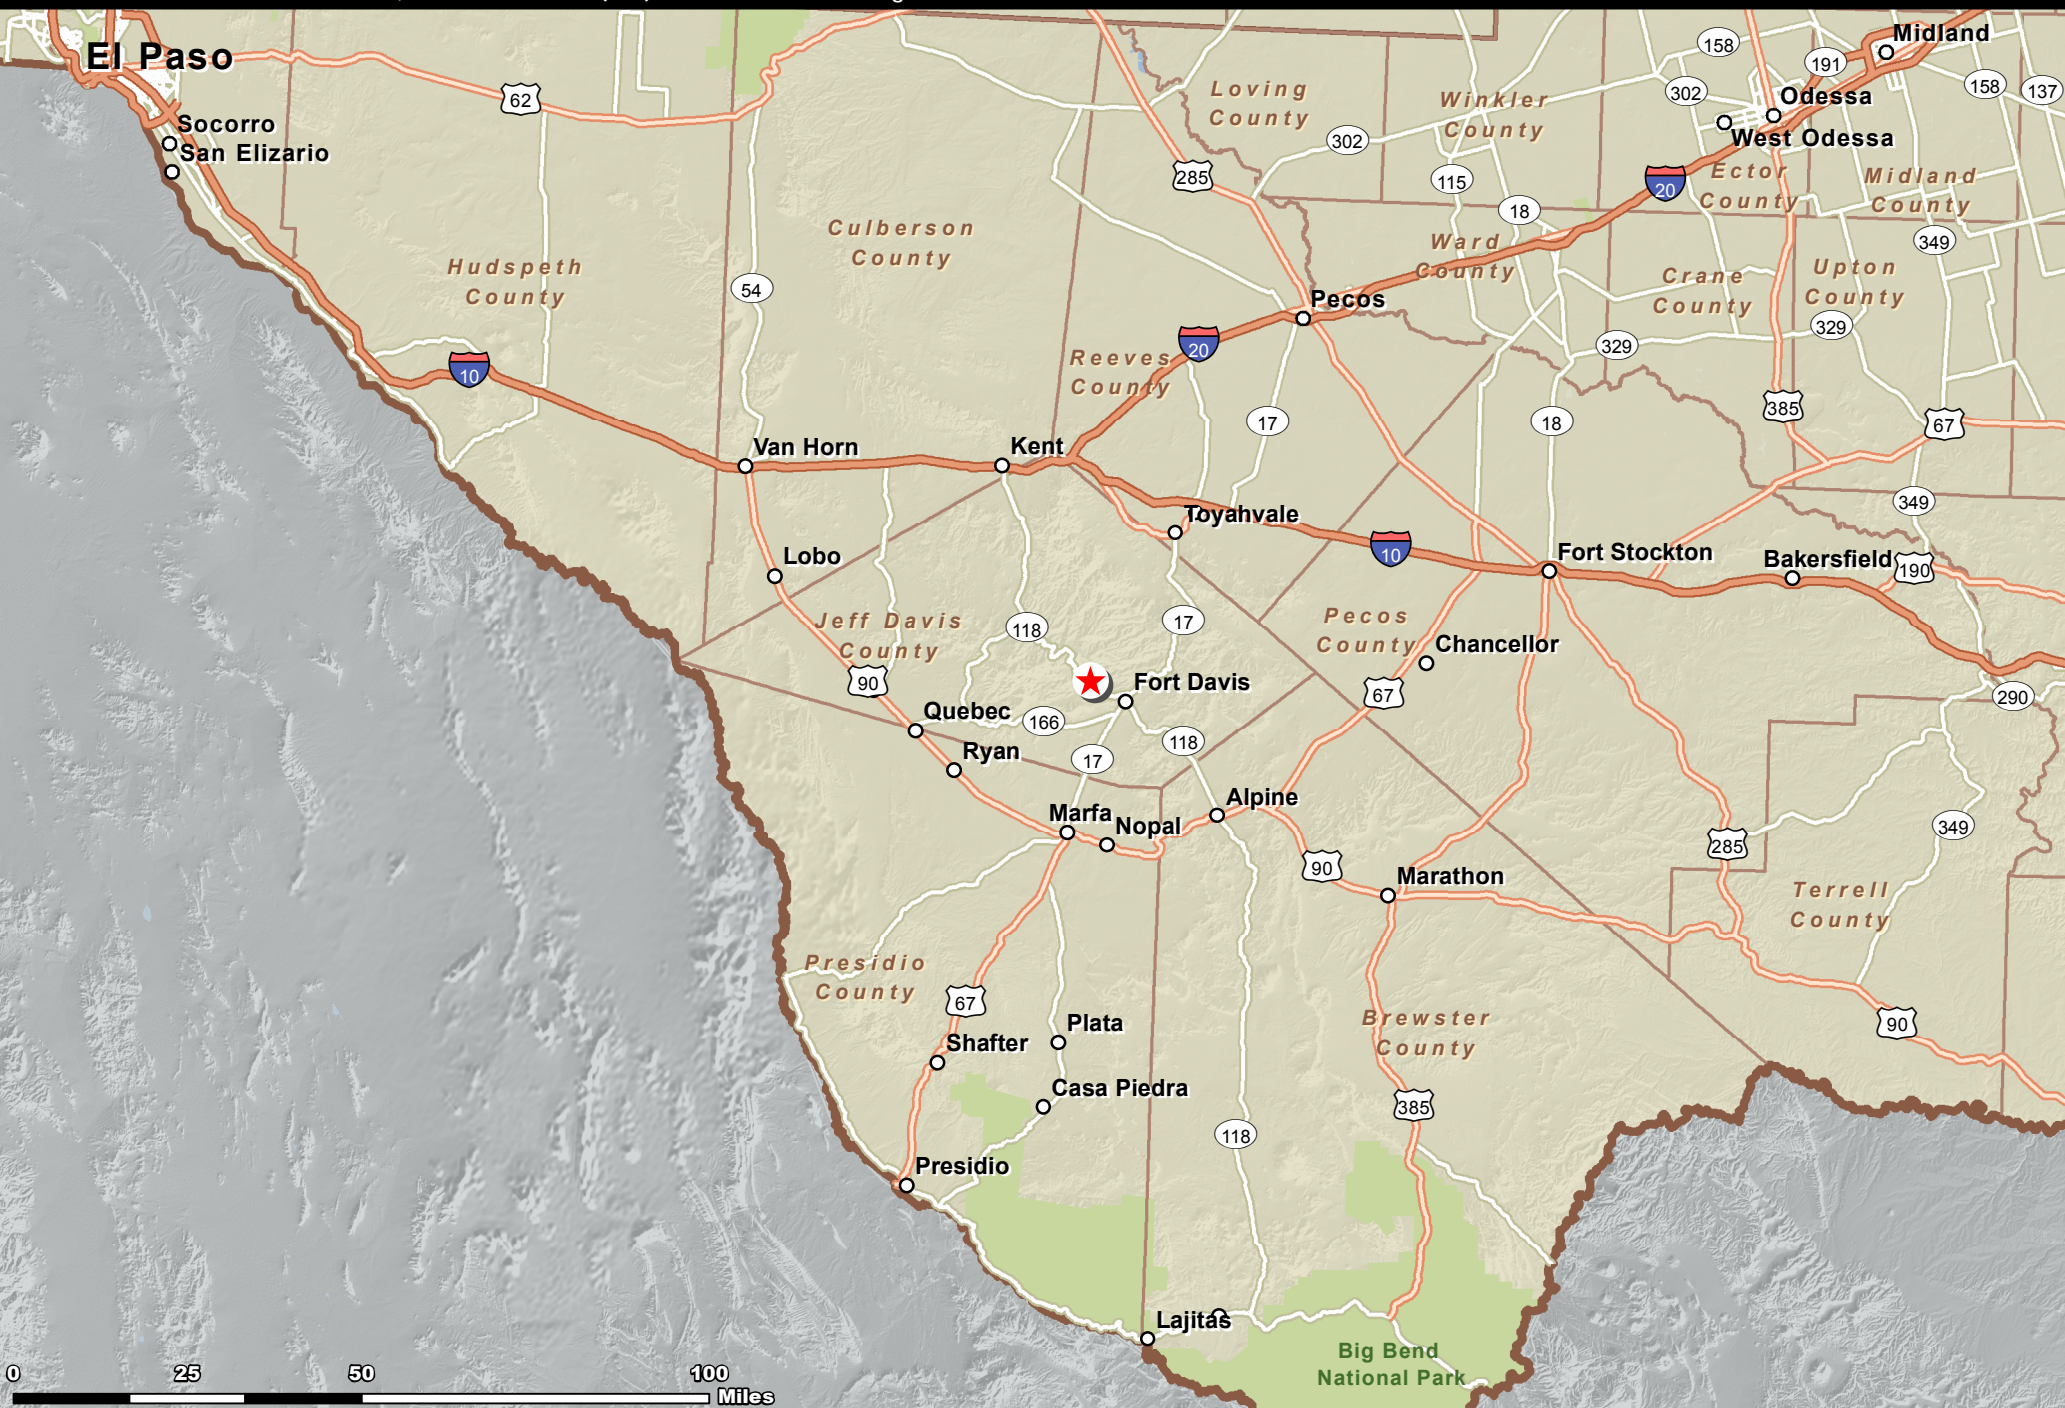 El Paso
Midland
158
191
62
Loving
County
Winkler
County
302
Odessa
158
137
Socorro
San Elizario
302
West Odessa
285
115
20
Ector
County
Midland
County
18
Culberson
County
Ward
County
349
Hudspeth
County
54
Crane
County
Upton
County
Pecos
329
329
20
Reeves
County
10
385
17
18
67
Van Horn
Kent
349
Toyahvale
10
Fort Stockton
Bakersfield
190
Lobo
Jeff Davis
County
118
17
Pecos
County
Chancellor
90
Fort Davis
67
290
Quebec
166
118
Ryan
17
Alpine
Marfa
Nopal
349
285
90
Marathon
Terrell
County
Presidio
County
67
Plata
Brewster
County
90
Shafter
Casa Piedra
385
118
Presidio
Lajitas
Big Bend
National Park
0 25 50 100
Miles